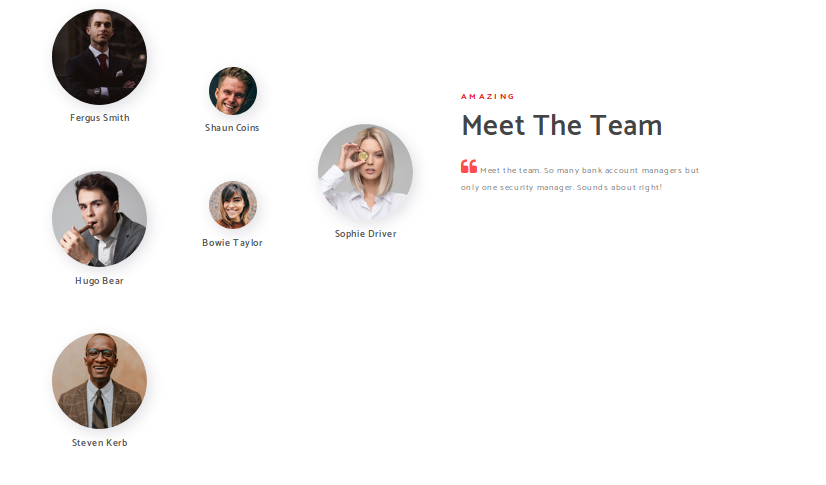 Fergus Smith
Shaun Coins
Sophie Driver
Hugo Bear
Bowie Taylor
Steven Kerb
AMAZING
Meet The Team
Meet the team. So many bank account managers but
only one security manager. Sounds about right!